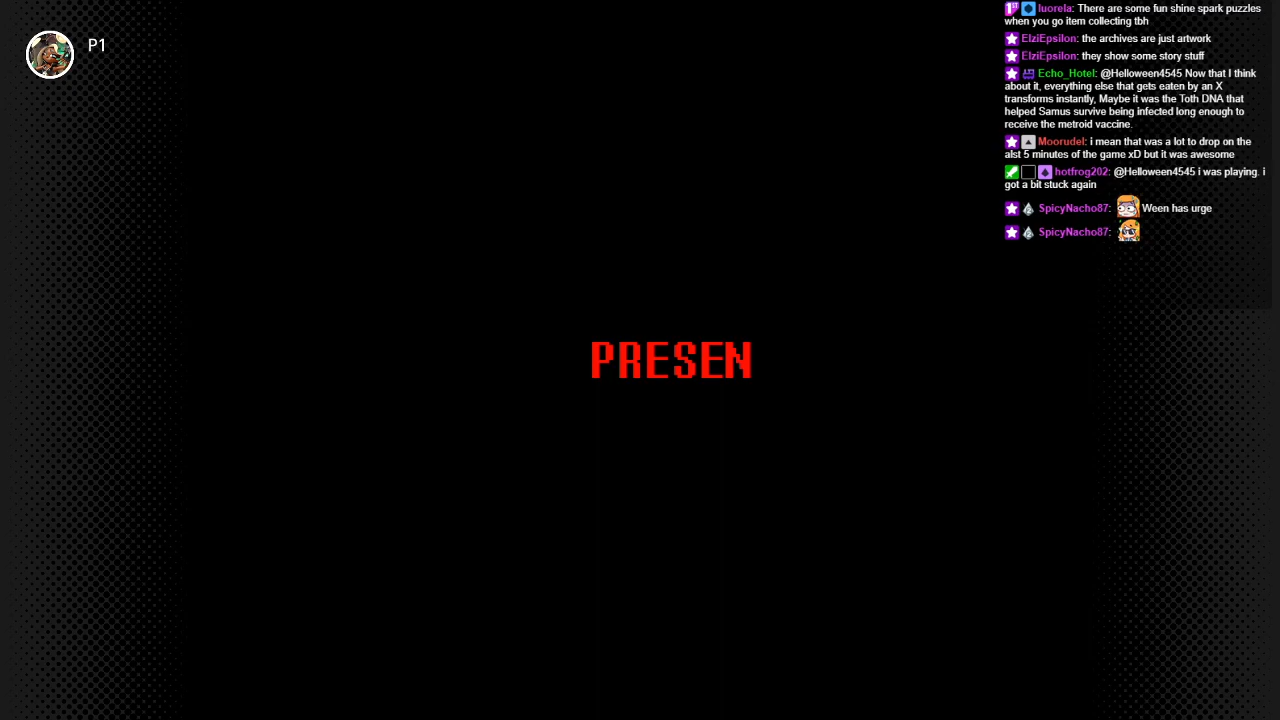 P1
luorela: There are some fun shine spark puzzles
when you go item collecting tbh
ElziEpsilon: the archives are just artwork
ElziEpsilon: they show some story stuff
Echo_Hotel: @Helloween4545 Now that I think
about it, everything else that gets eaten by an X
transforms instantly, Maybe it was the Toth DNA that
helped Samus survive being infected long enough to
receive the metroid vaccine.
Moorudel: i mean that was a lot to drop on the
alst 5 minutes of the game xD but it was awesome
hotfrog202: @Helloween4545 i was playing. i
got a bit stuck again
SpicyNacho87: Ween has urge
SpicyNacho87:
PRESEN